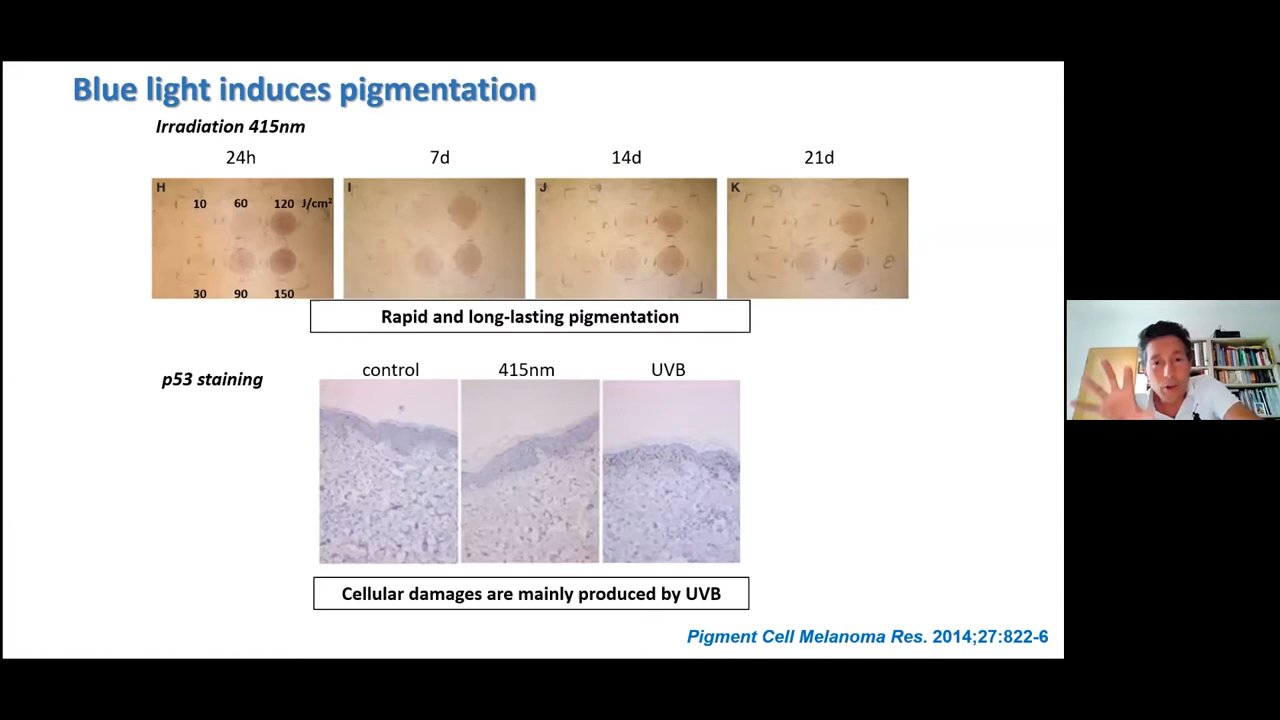 Blue light induces pigmentation
Irradiation 415nm
24h 7d 14d 21d
H I J K
10 60 120 J/cm²
30 90 150
Rapid and long-lasting pigmentation
p53 staining
control 415nm UVB
Cellular damages are mainly produced by UVB
Pigment Cell Melanoma Res. 2014;27:822-6